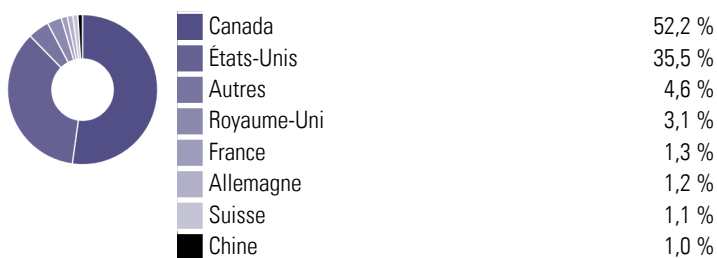 Canada 52,2 %
États-Unis 35,5 %
Autres 4,6 %
Royaume-Uni 3,1 %
France 1,3 %
Allemagne 1,2 %
Suisse 1,1 %
Chine 1,0 %